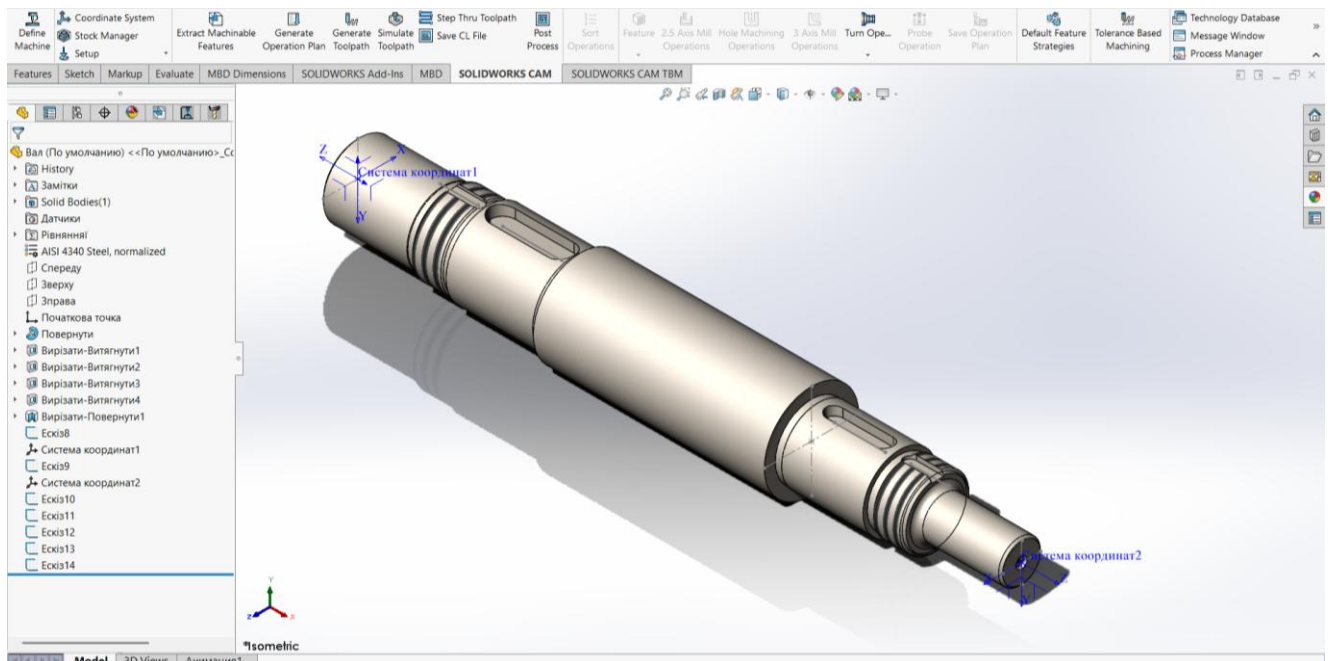 Define Machine
Coordinate System
Stock Manager
Setup
Extract Machinable Features
Generate Operation Plan
Generate Toolpath
Simulate Toolpath
Step Thru Toolpath
Save CL File
Post Process
Sort Operations
Feature
2.5 Axis Mill Operations
Hole Machining Operations
3 Axis Mill Operations
Turn Ope...
Probe Operation
Save Operation Plan
Default Feature Strategies
Tolerance Based Machining
Technology Database
Message Window
Process Manager
Features Sketch Markup Evaluate MBD Dimensions SOLIDWORKS Add-Ins MBD SOLIDWORKS CAM SOLIDWORKS CAM TBM
Вал (По умолчанию) <<По умолчанию>_Сс
History
Замітки
Solid Bodies(1)
Датчики
Рівнянняї
AISI 4340 Steel, normalized
Спереду
Зверху
Зправа
Початкова точка
Повернути
Вирізати-Витягнути1
Вирізати-Витягнути2
Вирізати-Витягнути3
Вирізати-Витягнути4
Вирізати-Повернути1
Ескіз8
Система координат1
Ескіз9
Система координат2
Ескіз10
Ескіз11
Ескіз12
Ескіз13
Ескіз14
Z X
Система координат1
Y
Система координат2
Y
Y
Z X
*Isometric
Model 3D Views Анимация1